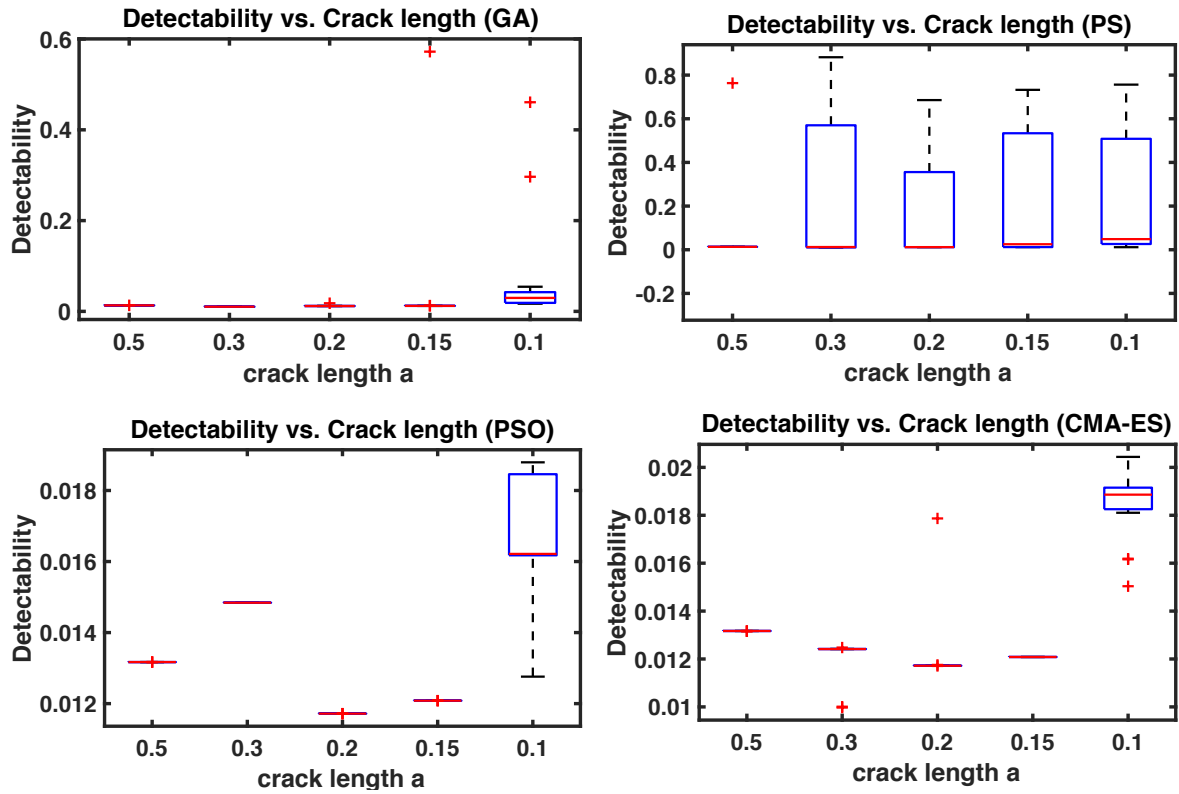 Detectability vs. Crack length (GA)
0.6
0.4
0.2
0
Detectability
0.5 0.3 0.2 0.15 0.1
crack length a
Detectability vs. Crack length (PS)
0.8
0.6
0.4
0.2
0
-0.2
Detectability
0.5 0.3 0.2 0.15 0.1
crack length a
Detectability vs. Crack length (PSO)
0.018
0.016
0.014
0.012
Detectability
0.5 0.3 0.2 0.15 0.1
crack length a
Detectability vs. Crack length (CMA-ES)
0.02
0.018
0.016
0.014
0.012
0.01
Detectability
0.5 0.3 0.2 0.15 0.1
crack length a